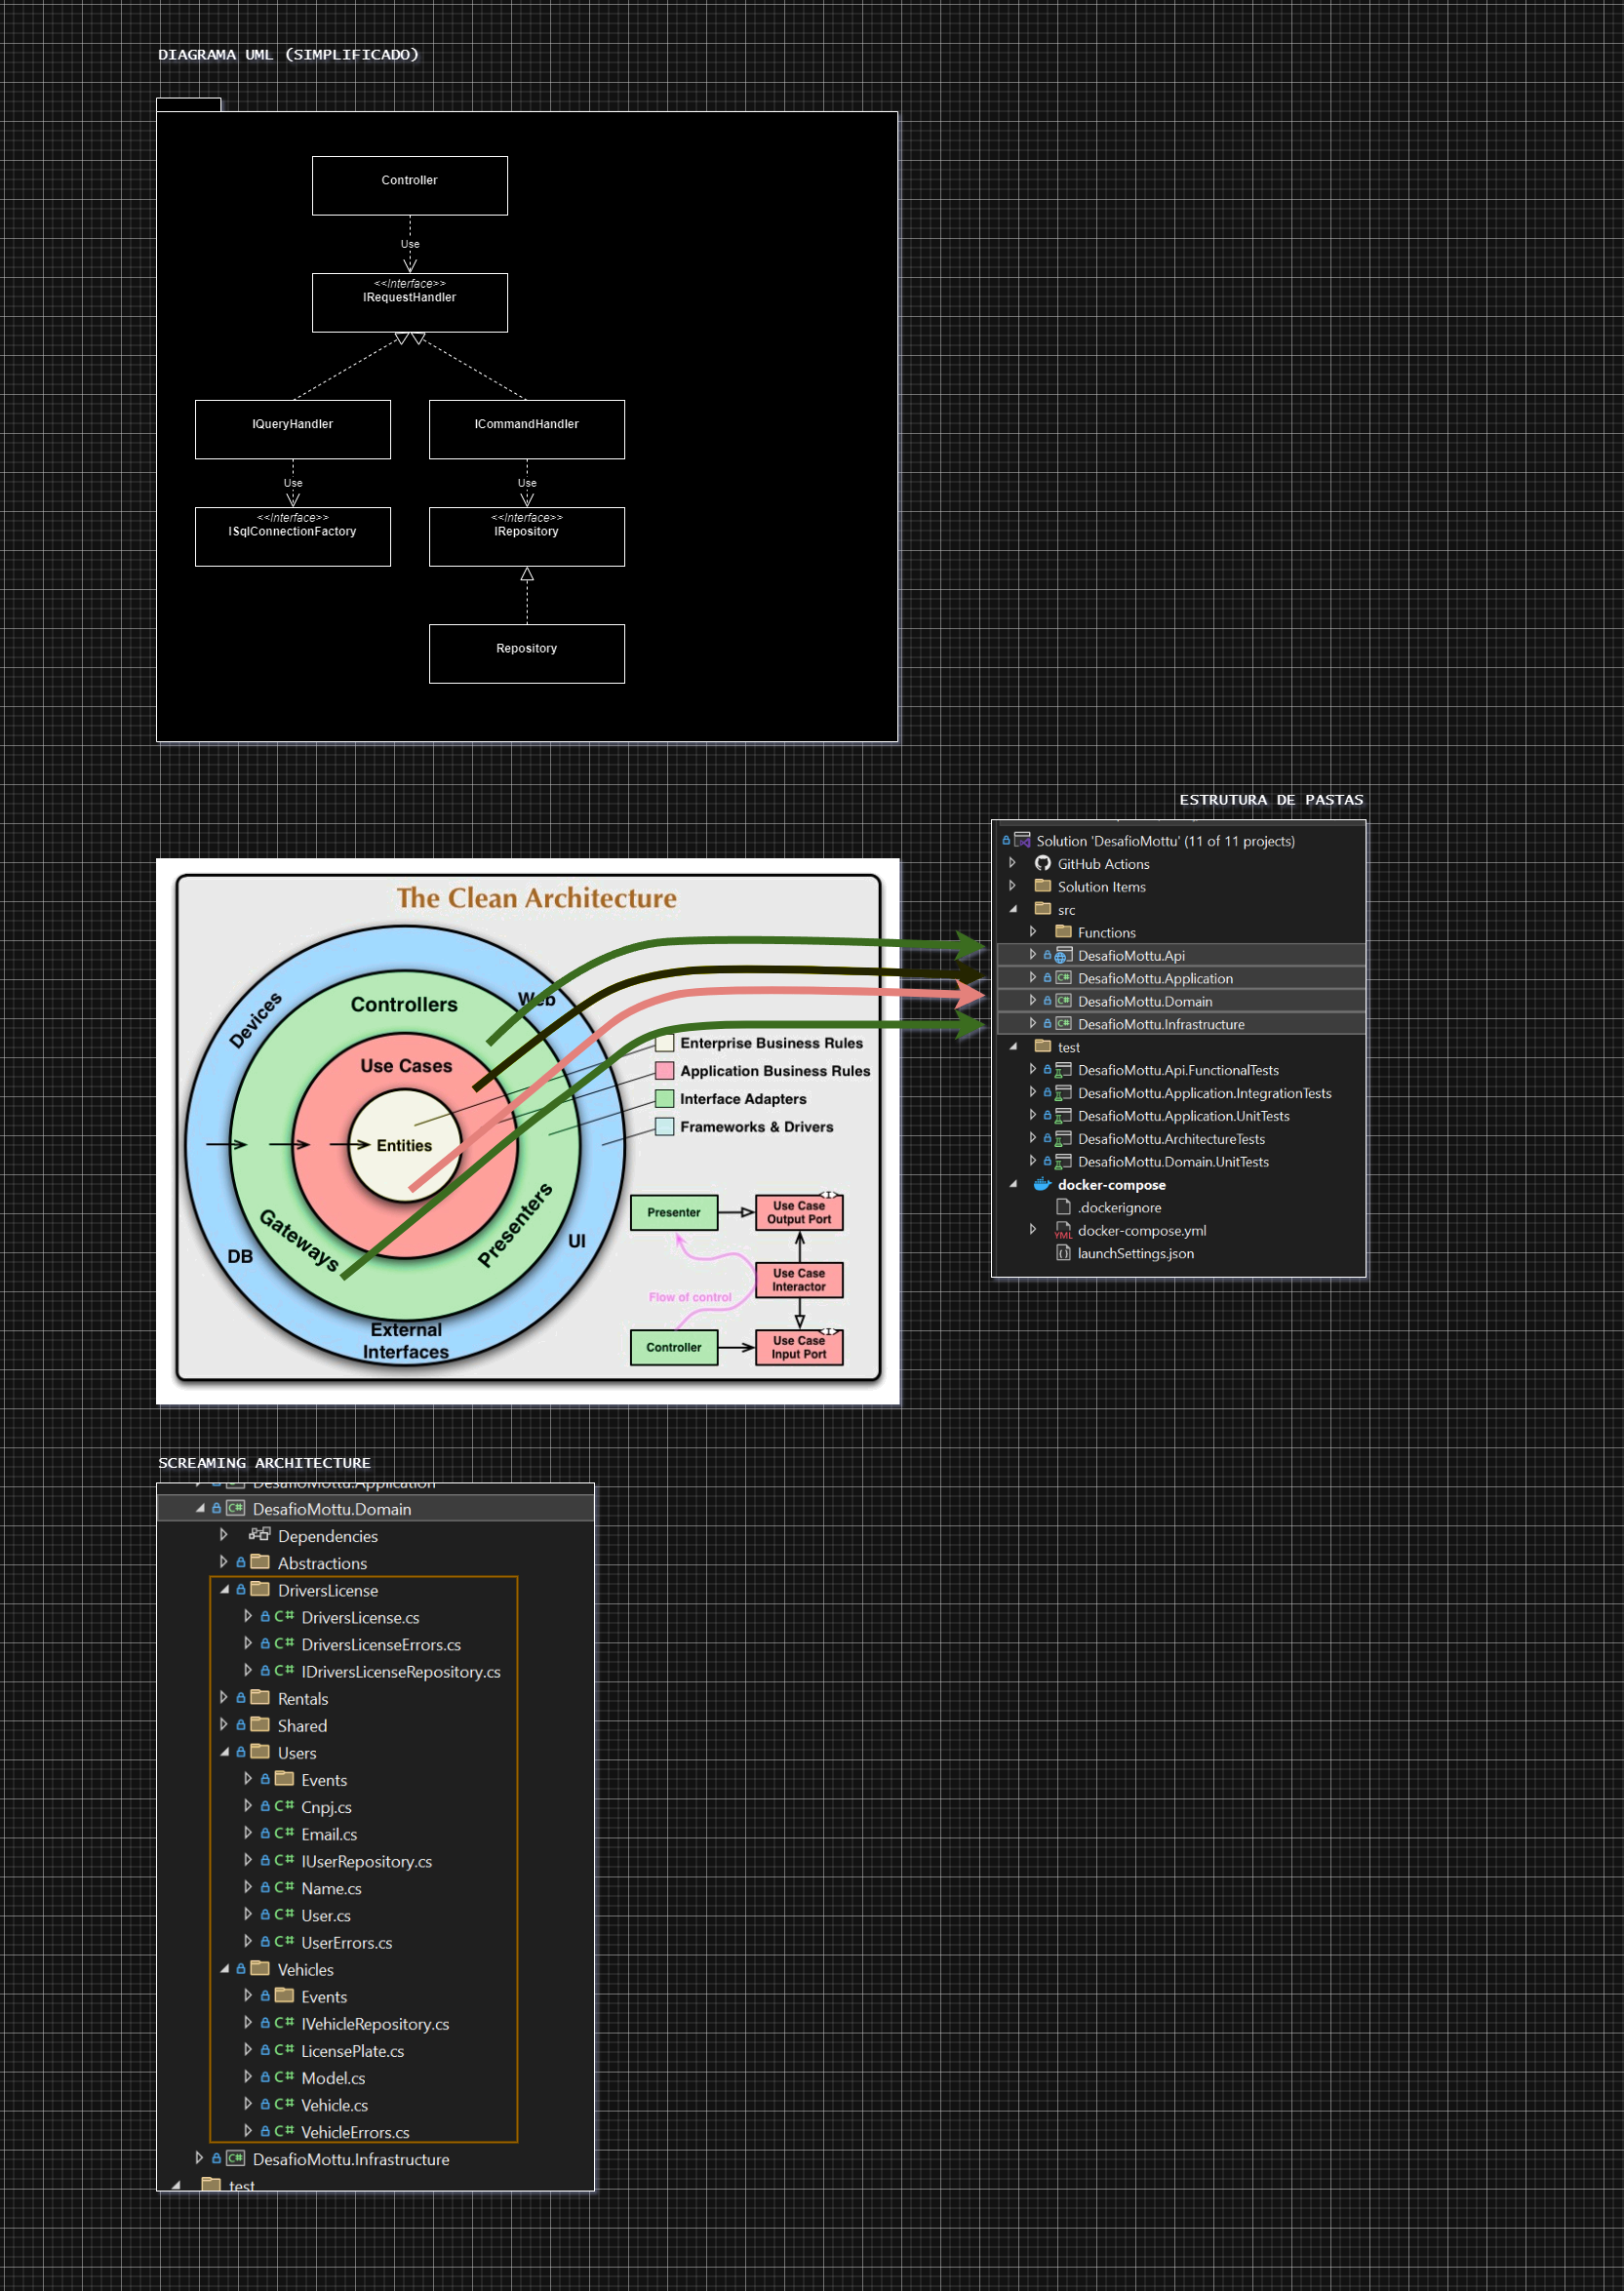 DIAGRAMA UML (SIMPLIFICADO)
Controller
Use
<<Interface>>
IRequestHandler
IQueryHandler
ICommandHandler
Use
Use
<<Interface>>
ISqlConnectionFactory
<<Interface>>
IRepository
Repository
ESTRUTURA DE PASTAS
Solution 'DesafioMottu' (11 of 11 projects)
GitHub Actions
Solution Items
src
Functions
DesafioMottu.Api
DesafioMottu.Application
DesafioMottu.Domain
DesafioMottu.Infrastructure
test
DesafioMottu.Api.FunctionalTests
DesafioMottu.Application.IntegrationTests
DesafioMottu.Application.UnitTests
DesafioMottu.ArchitectureTests
DesafioMottu.Domain.UnitTests
docker-compose
.dockerignore
docker-compose.yml
launchSettings.json
The Clean Architecture
Devices
Controllers
Web
Use Cases
Entities
Gateways
Presenters
DB
UI
External
Interfaces
Enterprise Business Rules
Application Business Rules
Interface Adapters
Frameworks & Drivers
Presenter
Use Case
Output Port
Use Case
Interactor
Flow of control
Controller
Use Case
Input Port
SCREAMING ARCHITECTURE
DesafioMottu.Application
DesafioMottu.Domain
Dependencies
Abstractions
DriversLicense
C# DriversLicense.cs
C# DriversLicenseErrors.cs
C# IDriversLicenseRepository.cs
Rentals
Shared
Users
Events
C# Cnpj.cs
C# Email.cs
C# IUserRepository.cs
C# Name.cs
C# User.cs
C# UserErrors.cs
Vehicles
Events
C# IVehicleRepository.cs
C# LicensePlate.cs
C# Model.cs
C# Vehicle.cs
C# VehicleErrors.cs
DesafioMottu.Infrastructure
test